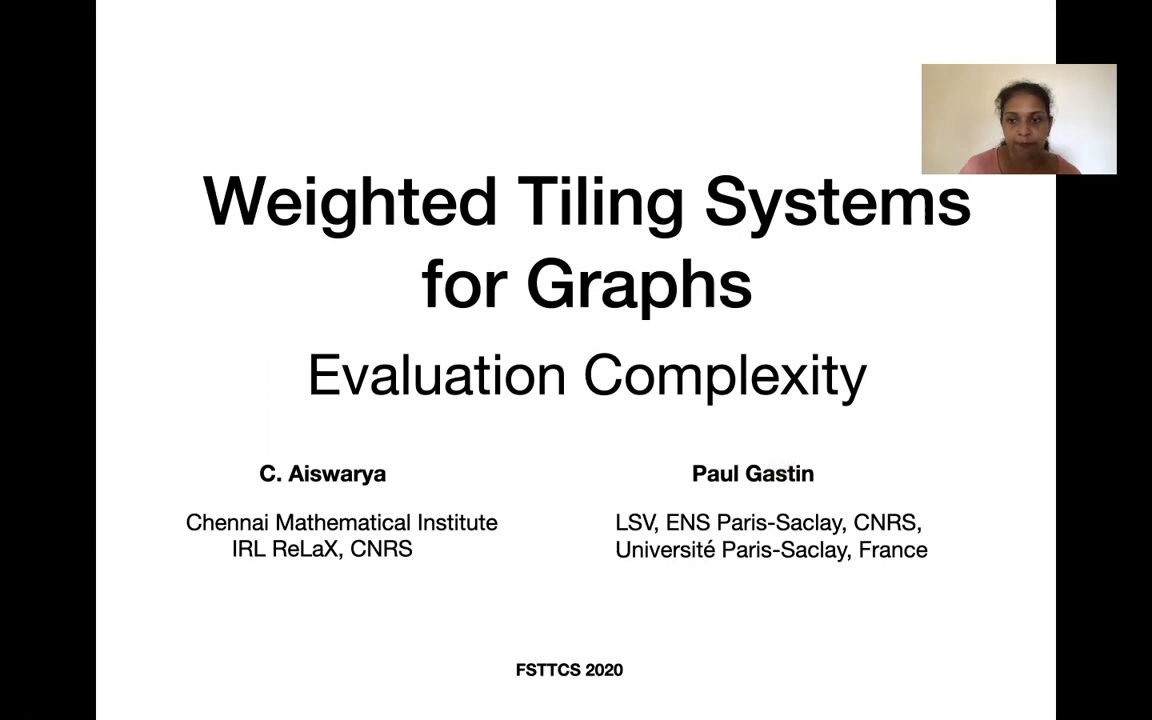 Weighted Tiling Systems
for Graphs
Evaluation Complexity
C. Aiswarya
Chennai Mathematical Institute
IRL ReLaX, CNRS
Paul Gastin
LSV, ENS Paris-Saclay, CNRS,
Université Paris-Saclay, France
FSTTCS 2020